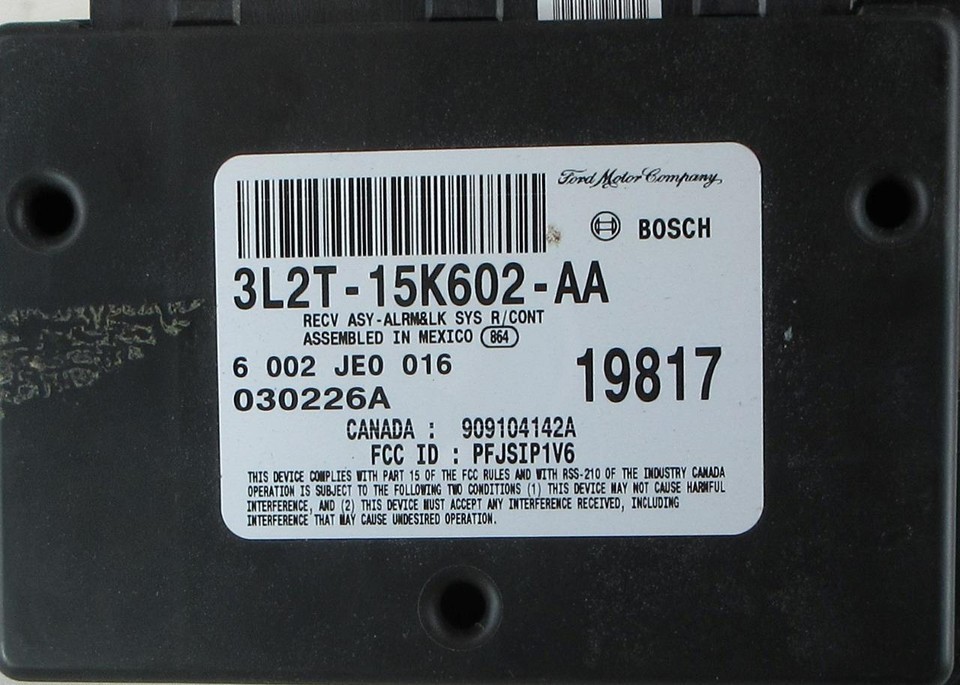 Ford Motor Company
BOSCH
3L2T-15K602-AA
RECV ASY-ALRM&LK SYS R/CONT
ASSEMBLED IN MEXICO 864
6 002 JE0 016
19817
030226A
CANADA : 909104142A
FCC ID : PFJSIP1V6
THIS DEVICE COMPLIES WITH PART 15 OF THE FCC RULES AND WITH RSS-210 OF THE INDUSTRY CANADA
OPERATION IS SUBJECT TO THE FOLLOWING TWO CONDITIONS (1) THIS DEVICE MAY NOT CAUSE HARMFUL
INTERFERENCE, AND (2) THIS DEVICE MUST ACCEPT ANY INTERFERENCE RECEIVED, INCLUDING
INTERFERENCE THAT MAY CAUSE UNDESIRED OPERATION.